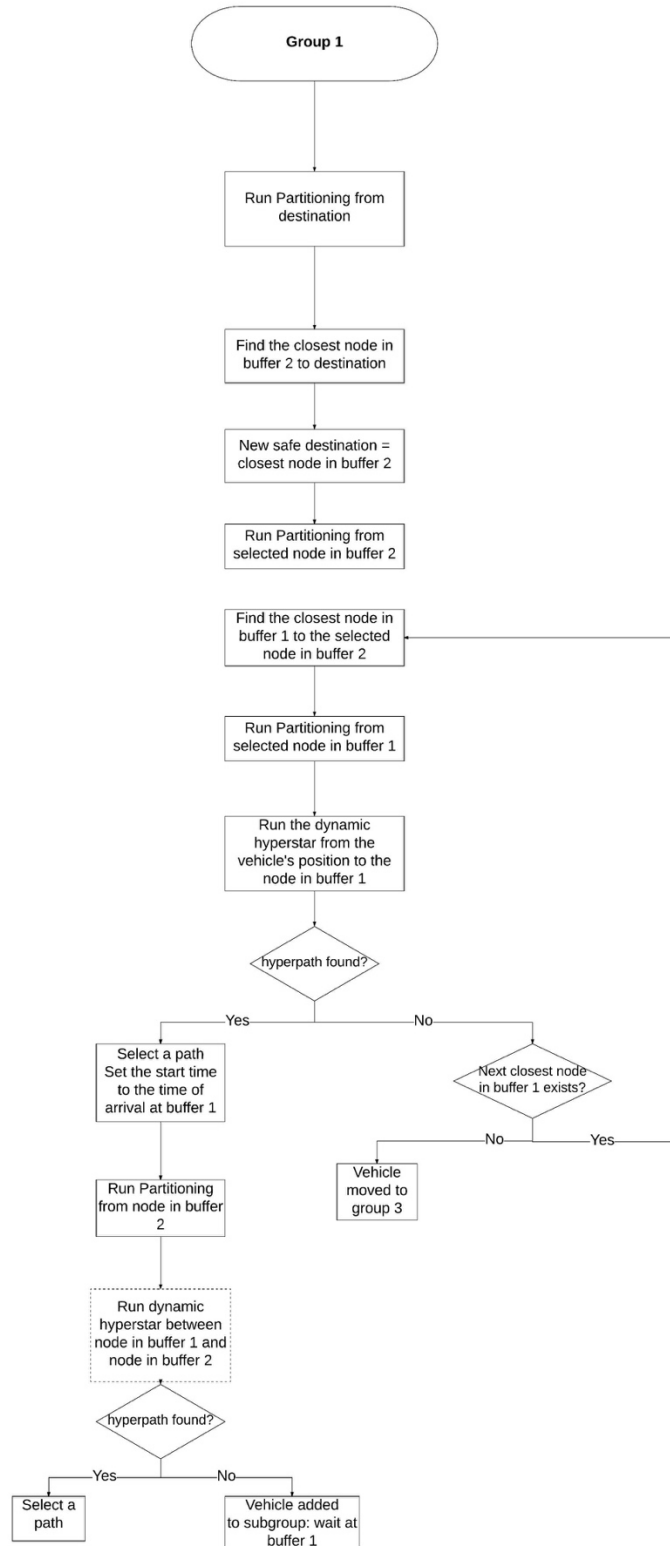 Group 1
Run Partitioning from
destination
Find the closest node in
buffer 2 to destination
New safe destination =
closest node in buffer 2
Run Partitioning from
selected node in buffer 2
Find the closest node in
buffer 1 to the selected
node in buffer 2
Run Partitioning from
selected node in buffer 1
Run the dynamic
hyperstar from the
vehicle's position to the
node in buffer 1
hyperpath found?
Yes
No
Select a path
Set the start time
to the time of
arrival at buffer 1
Next closest node
in buffer 1 exists?
No
Yes
Vehicle
moved to
group 3
Run Partitioning
from node in buffer
2
Run dynamic
hyperstar between
node in buffer 1 and
node in buffer 2
hyperpath found?
Yes
No
Select a
path
Vehicle added
to subgroup: wait at
buffer 1